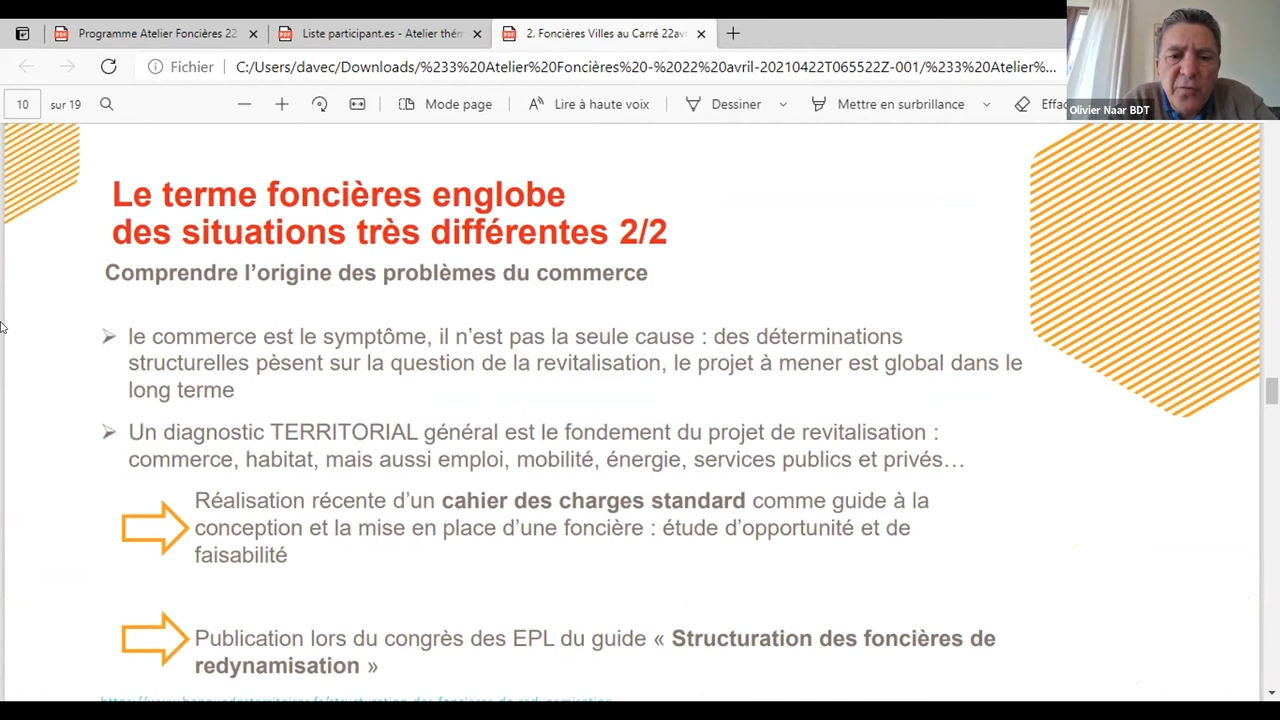 Programme Atelier Foncières 22
Liste participant.es - Atelier thém
2. Foncières Villes au Carré 22avr
Fichier
C:/Users/davec/Downloads/%233%20Atelier%20Foncières%20-%2022%20avril-20210422T065522Z-001/%233%20Atelier%...
10 sur 19
Mode page
Lire à haute voix
Dessiner
Mettre en surbrillance
Effac
Olivier Naar BDT
Le terme foncières englobe
des situations très différentes 2/2
Comprendre l’origine des problèmes du commerce
le commerce est le symptôme, il n’est pas la seule cause : des déterminations
structurelles pèsent sur la question de la revitalisation, le projet à mener est global dans le
long terme
Un diagnostic TERRITORIAL général est le fondement du projet de revitalisation :
commerce, habitat, mais aussi emploi, mobilité, énergie, services publics et privés…
Réalisation récente d’un cahier des charges standard comme guide à la
conception et la mise en place d’une foncière : étude d’opportunité et de
faisabilité
Publication lors du congrès des EPL du guide « Structuration des foncières de
redynamisation »